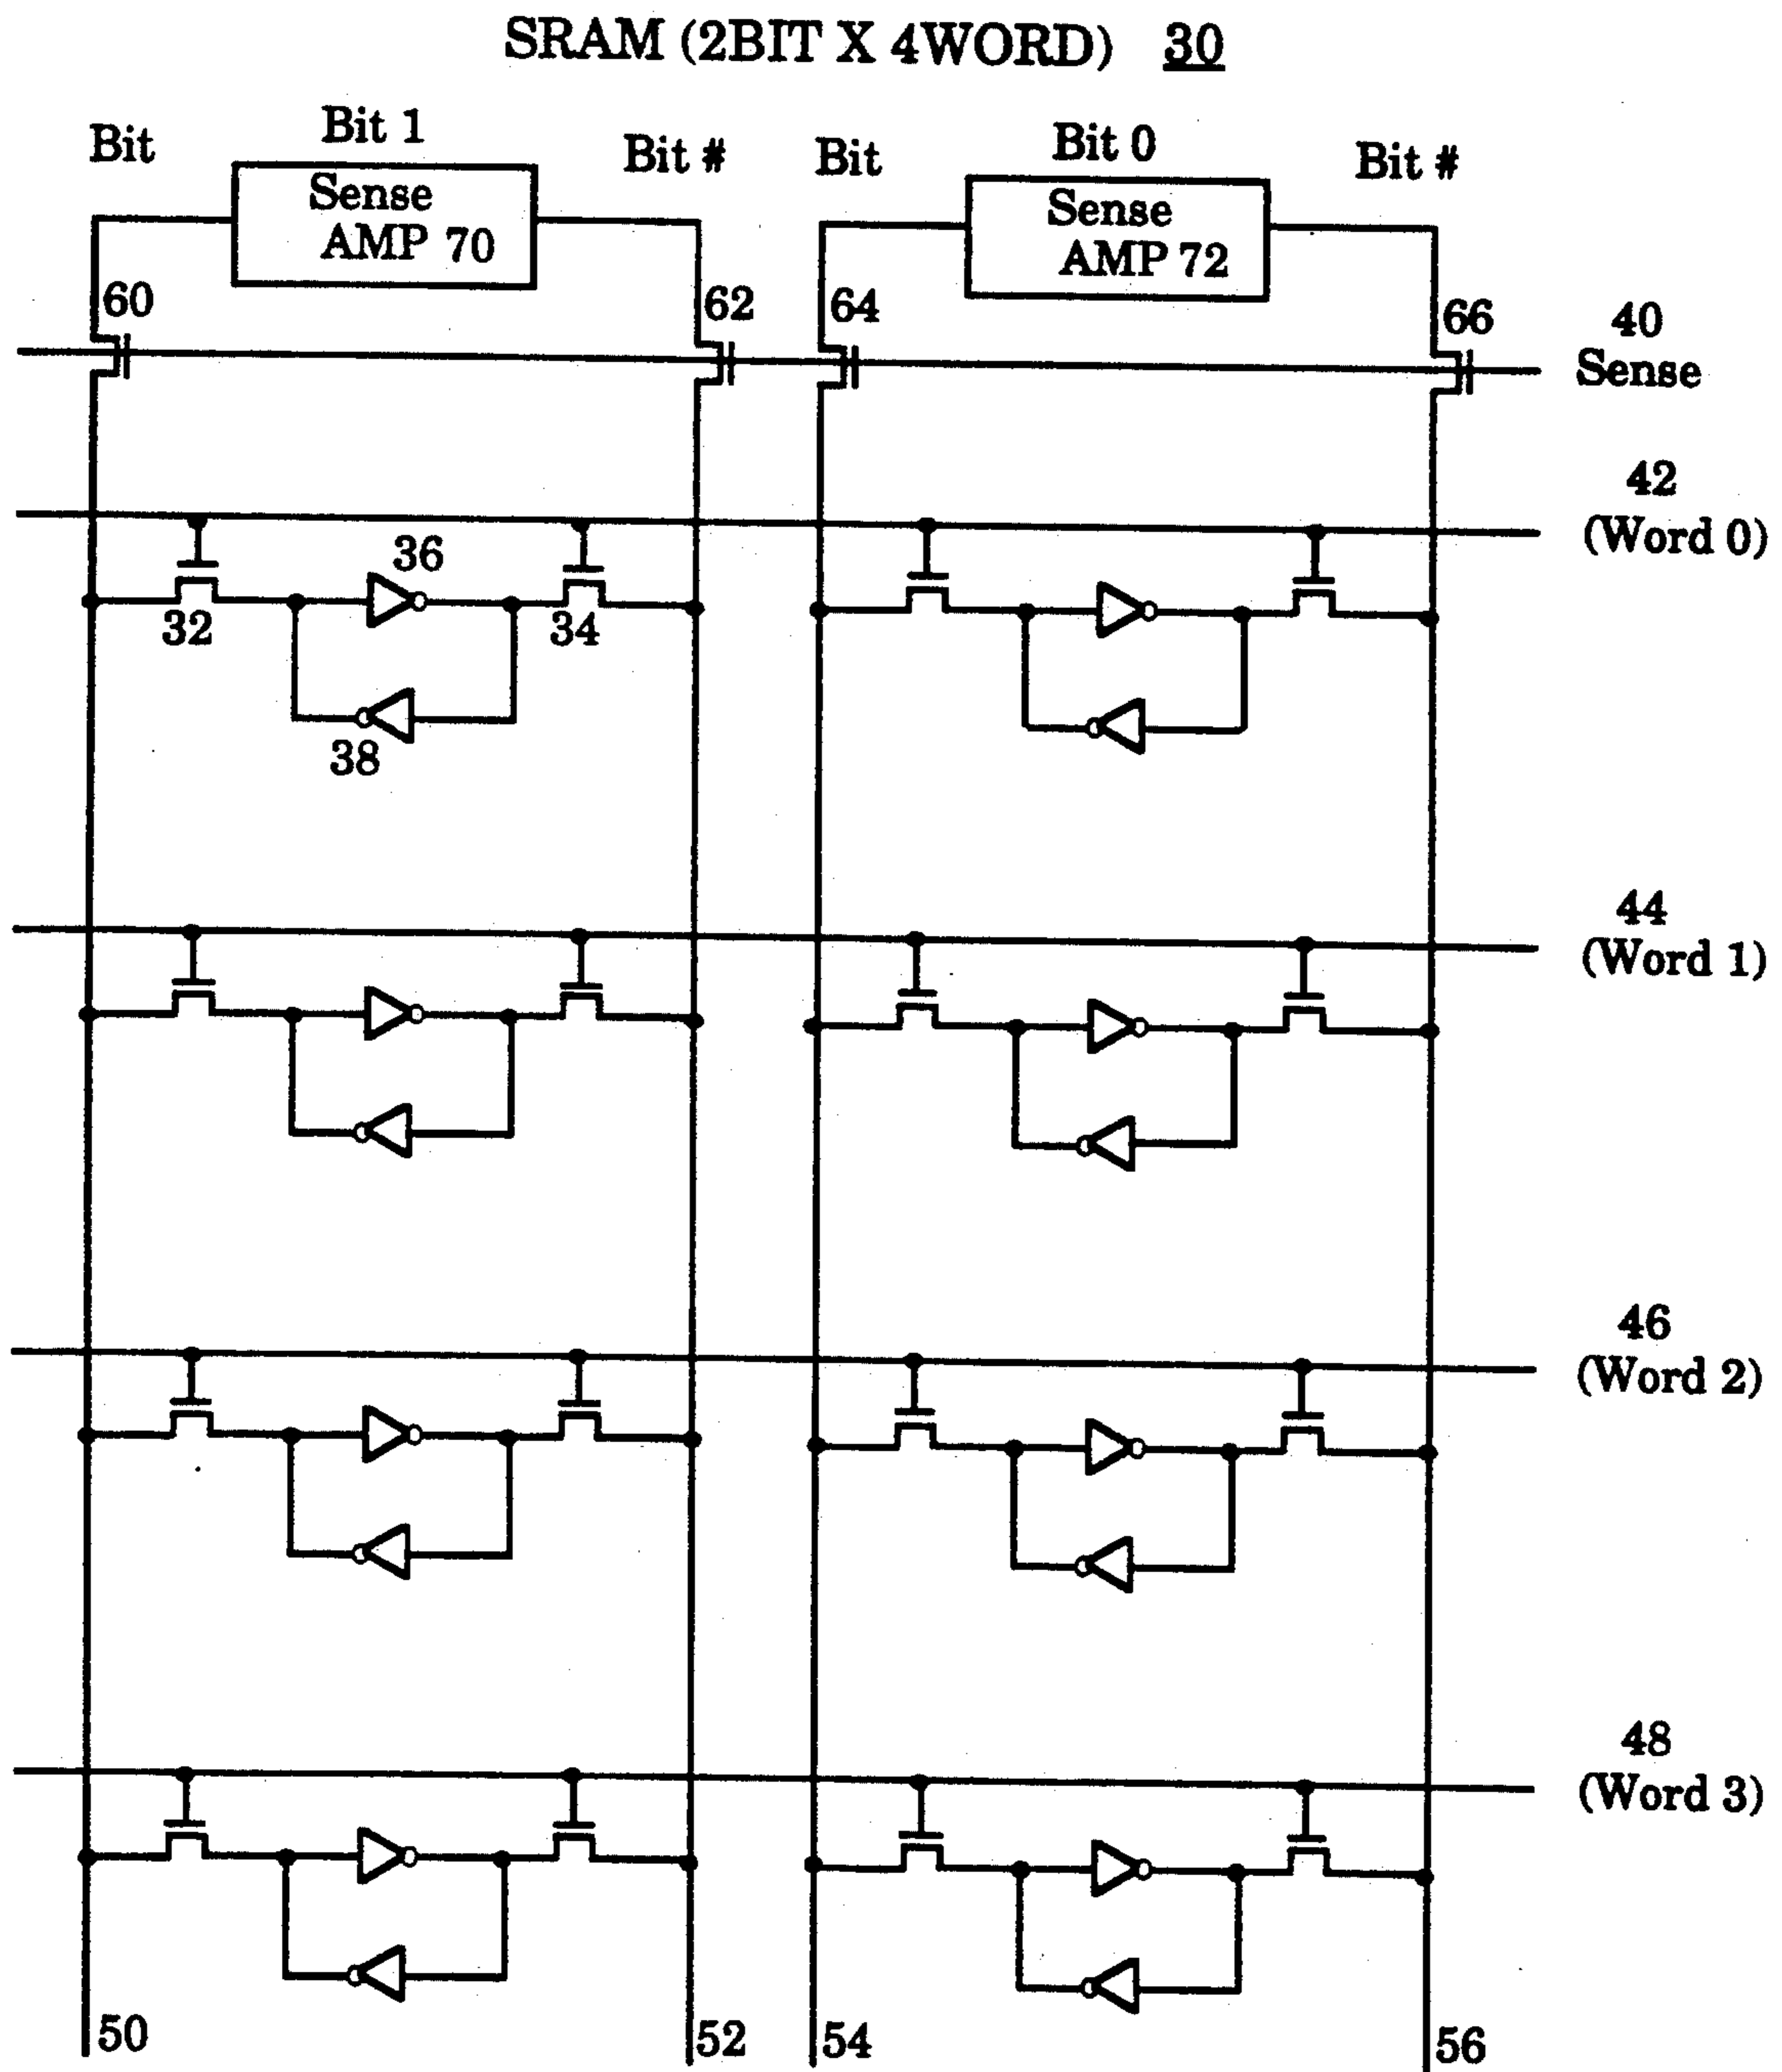 SRAM (2BIT X 4WORD) 30
Bit
Bit 1
Bit #
Bit
Bit 0
Bit #
Sense
AMP 70
Sense
AMP 72
60
62
64
66
40
Sense
42
(Word 0)
36
32
34
38
44
(Word 1)
46
(Word 2)
48
(Word 3)
50
52
54
56